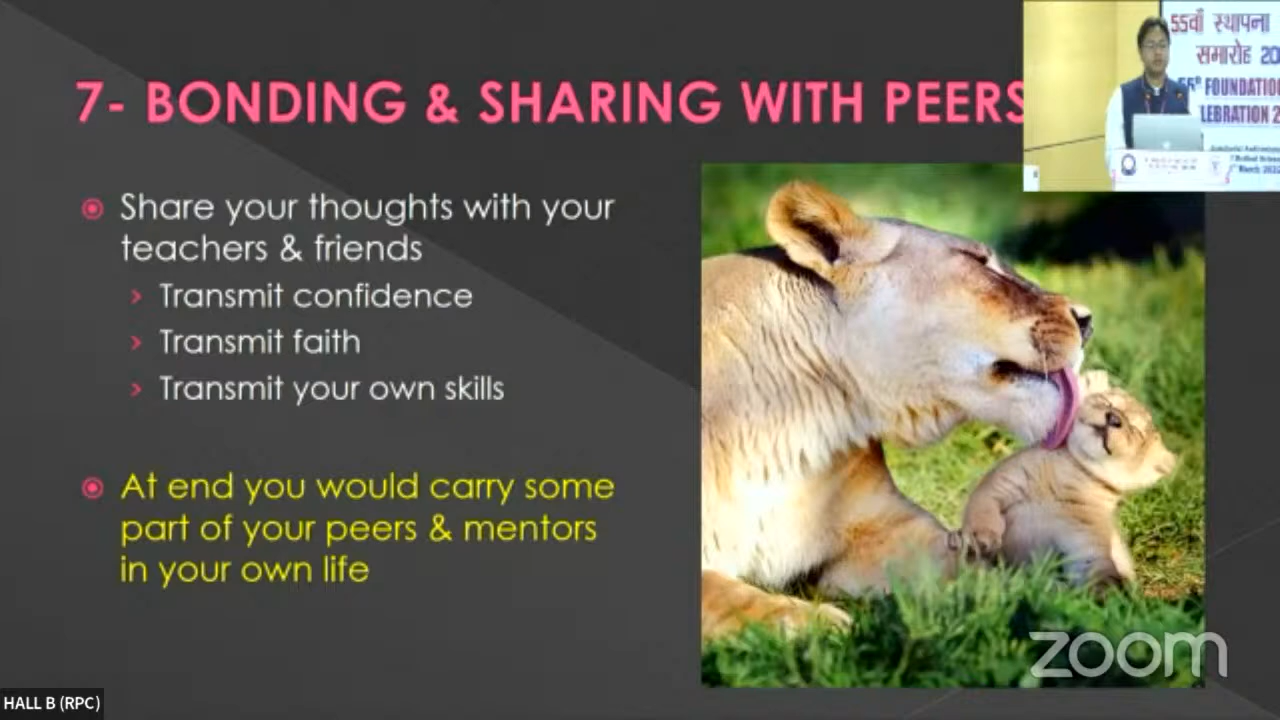 7- BONDING & SHARING WITH PEERS
Share your thoughts with your
teachers & friends
Transmit confidence
Transmit faith
Transmit your own skills
At end you would carry some
part of your peers & mentors
in your own life
55वाँ स्थापना
समारोह 20
FOUNDATIO
LEBRATION 2
zoom
HALL B (RPC)